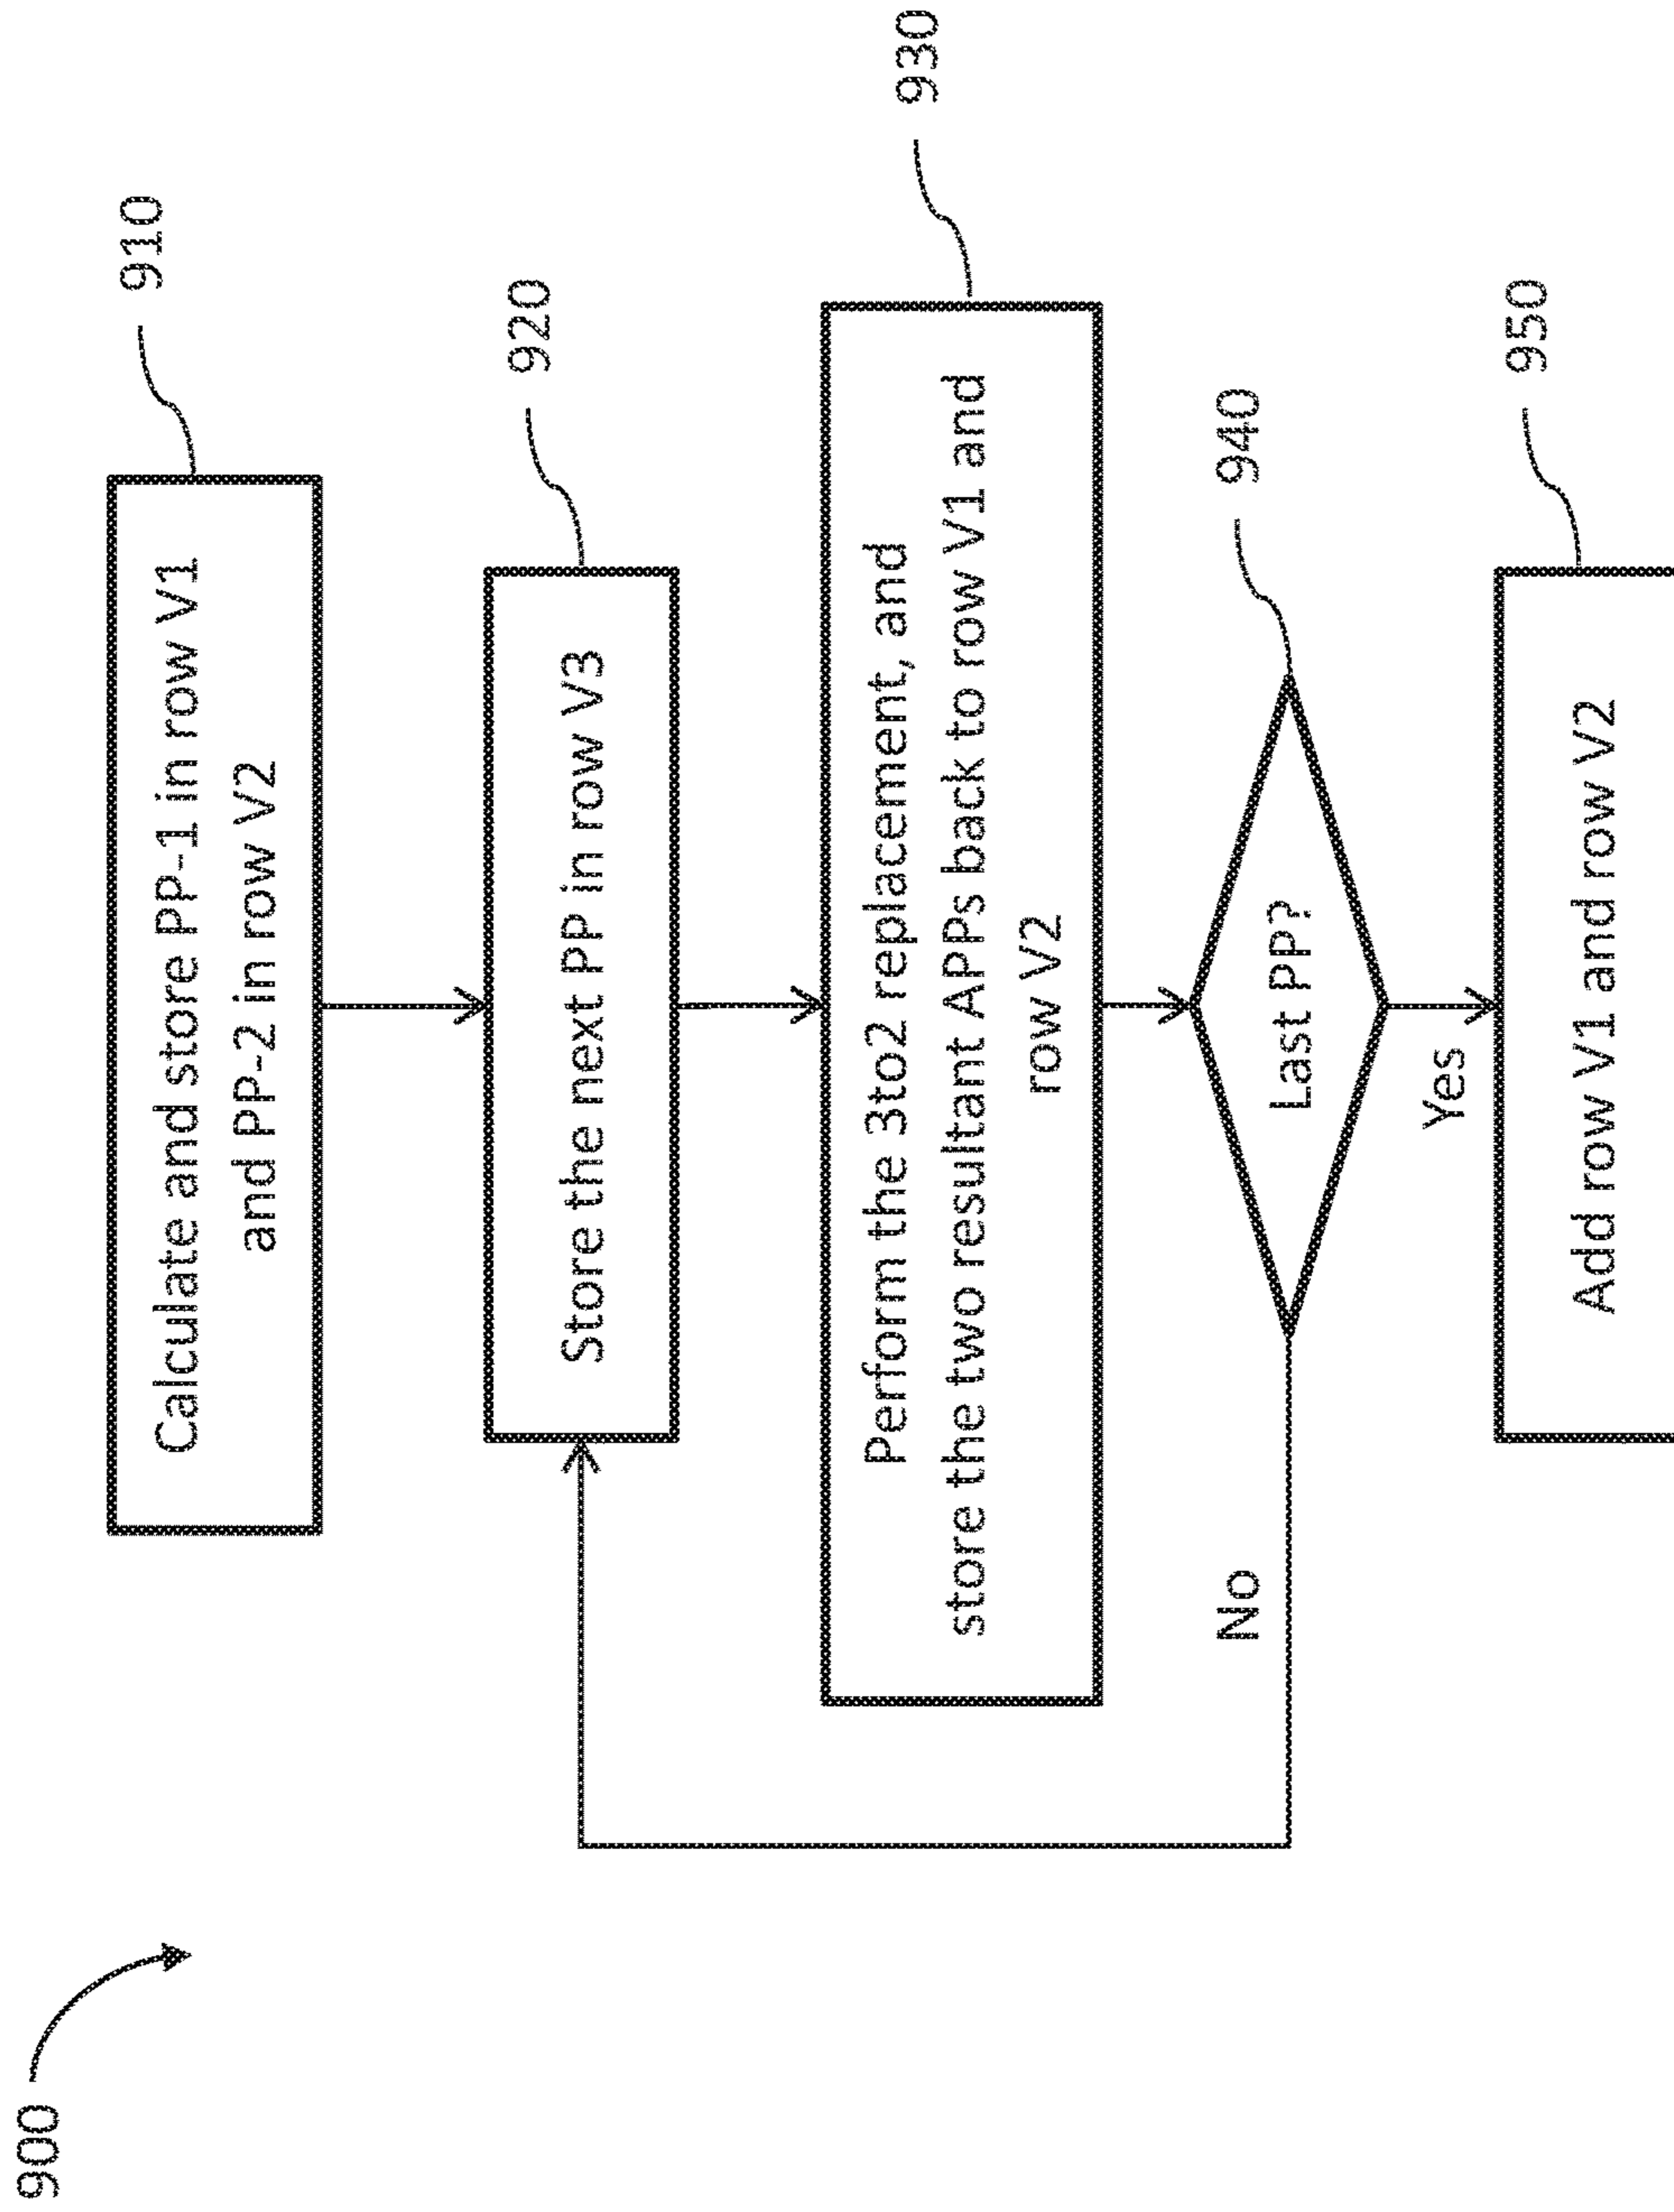 900
910
Calculate and store PP-1 in row V1
and PP-2 in row V2
920
Store the next PP in row V3
930
Perform the 3to2 replacement, and
store the two resultant APPs back to row V1 and
row V2
940
Last PP?
No
Yes
950
Add row V1 and row V2